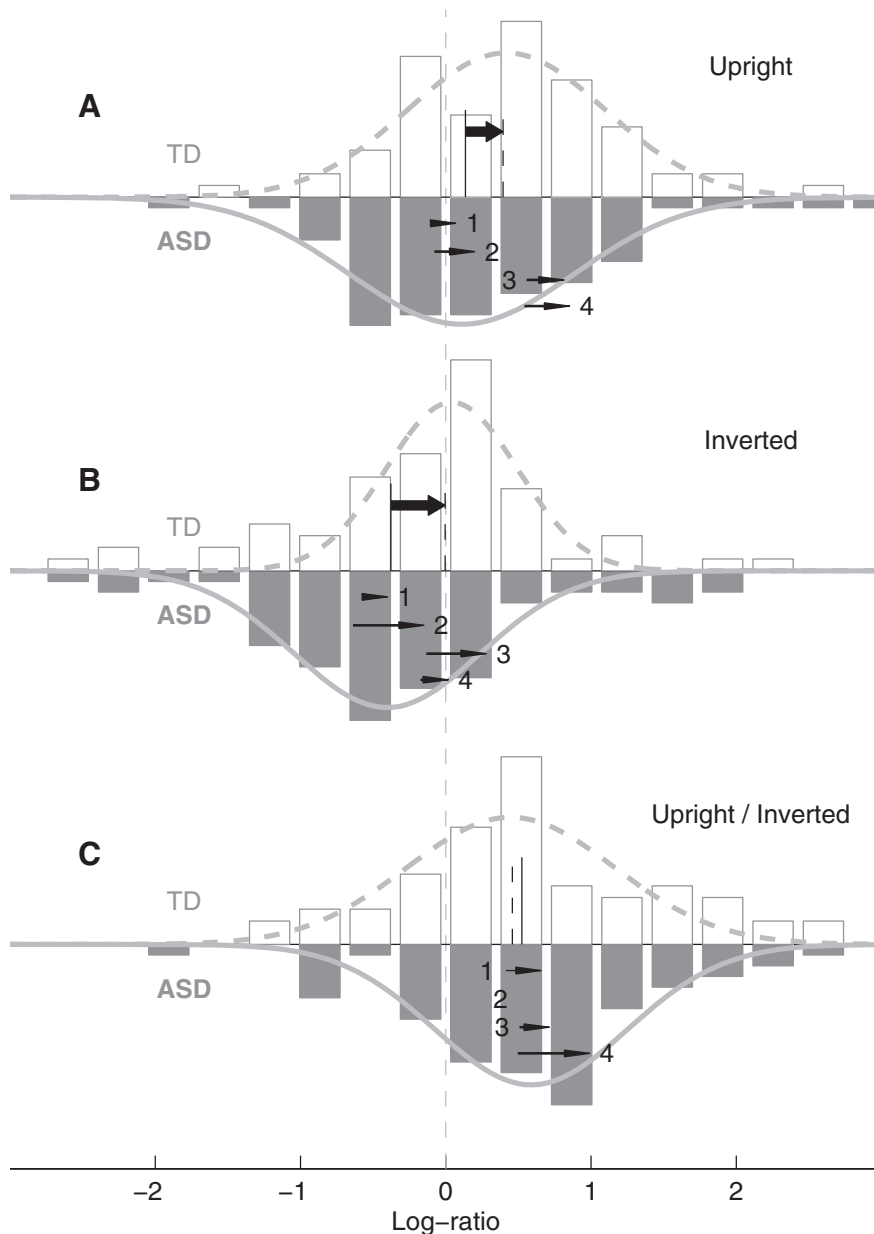 Upright
A
TD
ASD
1
2
3
4
Inverted
B
TD
ASD
1
2
3
4
Upright / Inverted
C
TD
ASD
1
2
3
4
−2 −1 0 1 2
Log−ratio